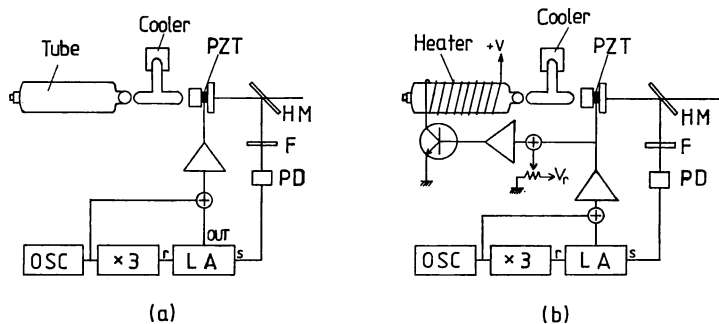 Cooler
Tube
PZT
HM
F
PD
OUT
OSC
×3
r
LA
s
(a)
Cooler
Heater
+V
PZT
HM
F
PD
Vr
OSC
×3
r
LA
s
(b)